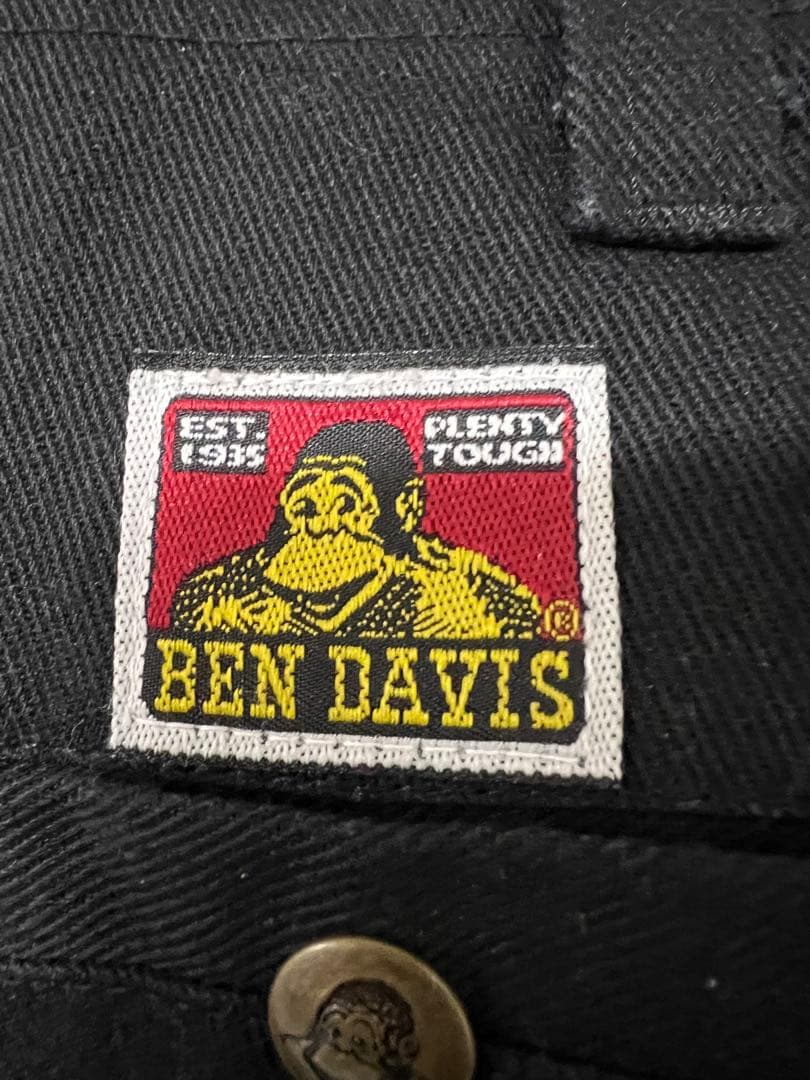 EST.
1935
PLENTY
TOUGH
®
BEN DAVIS